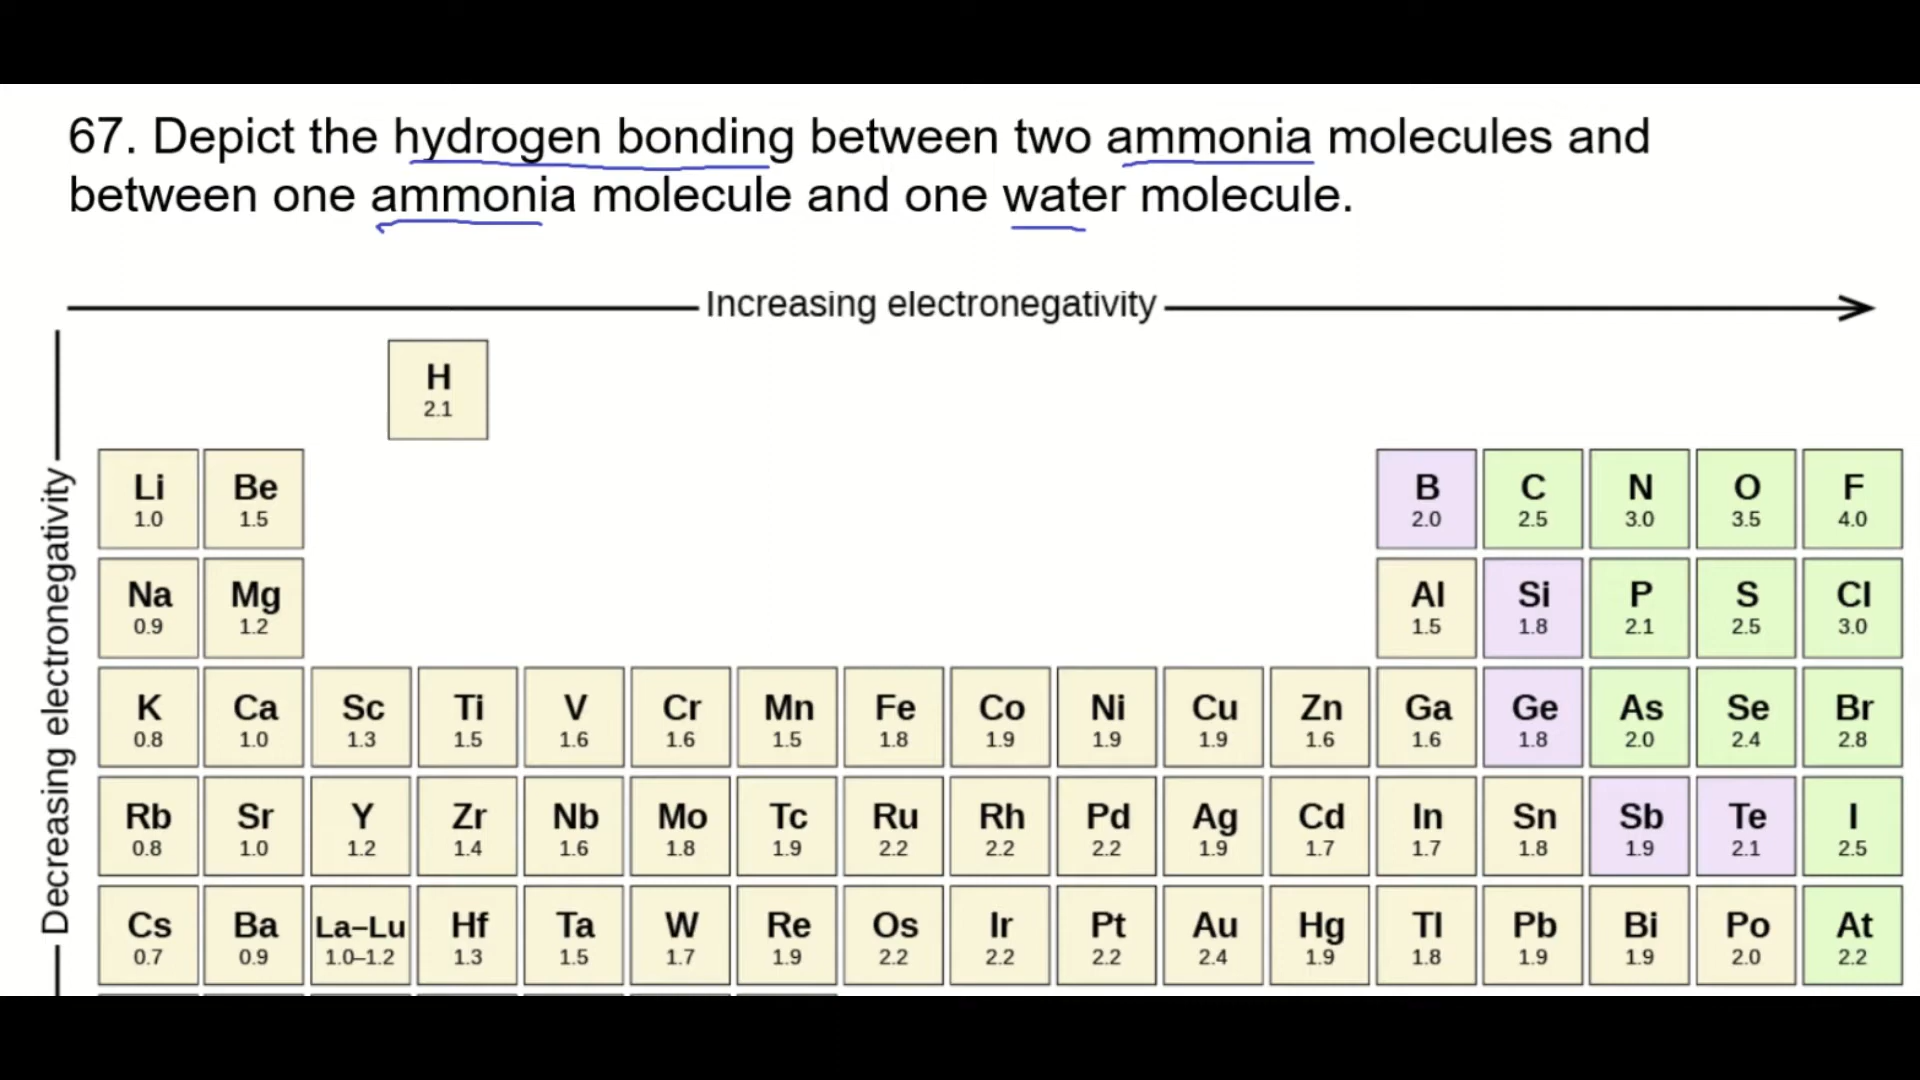 67. Depict the hydrogen bonding between two ammonia molecules and
between one ammonia molecule and one water molecule.
Increasing electronegativity
Decreasing electronegativity
H
2.1
Li Be B C N O F
1.0 1.5 2.0 2.5 3.0 3.5 4.0
Na Mg Al Si P S Cl
0.9 1.2 1.5 1.8 2.1 2.5 3.0
K Ca Sc Ti V Cr Mn Fe Co Ni Cu Zn Ga Ge As Se Br
0.8 1.0 1.3 1.5 1.6 1.6 1.5 1.8 1.9 1.9 1.9 1.6 1.6 1.8 2.0 2.4 2.8
Rb Sr Y Zr Nb Mo Tc Ru Rh Pd Ag Cd In Sn Sb Te I
0.8 1.0 1.2 1.4 1.6 1.8 1.9 2.2 2.2 2.2 1.9 1.7 1.7 1.8 1.9 2.1 2.5
Cs Ba La–Lu Hf Ta W Re Os Ir Pt Au Hg Tl Pb Bi Po At
0.7 0.9 1.0–1.2 1.3 1.5 1.7 1.9 2.2 2.2 2.2 2.4 1.9 1.8 1.9 1.9 2.0 2.2